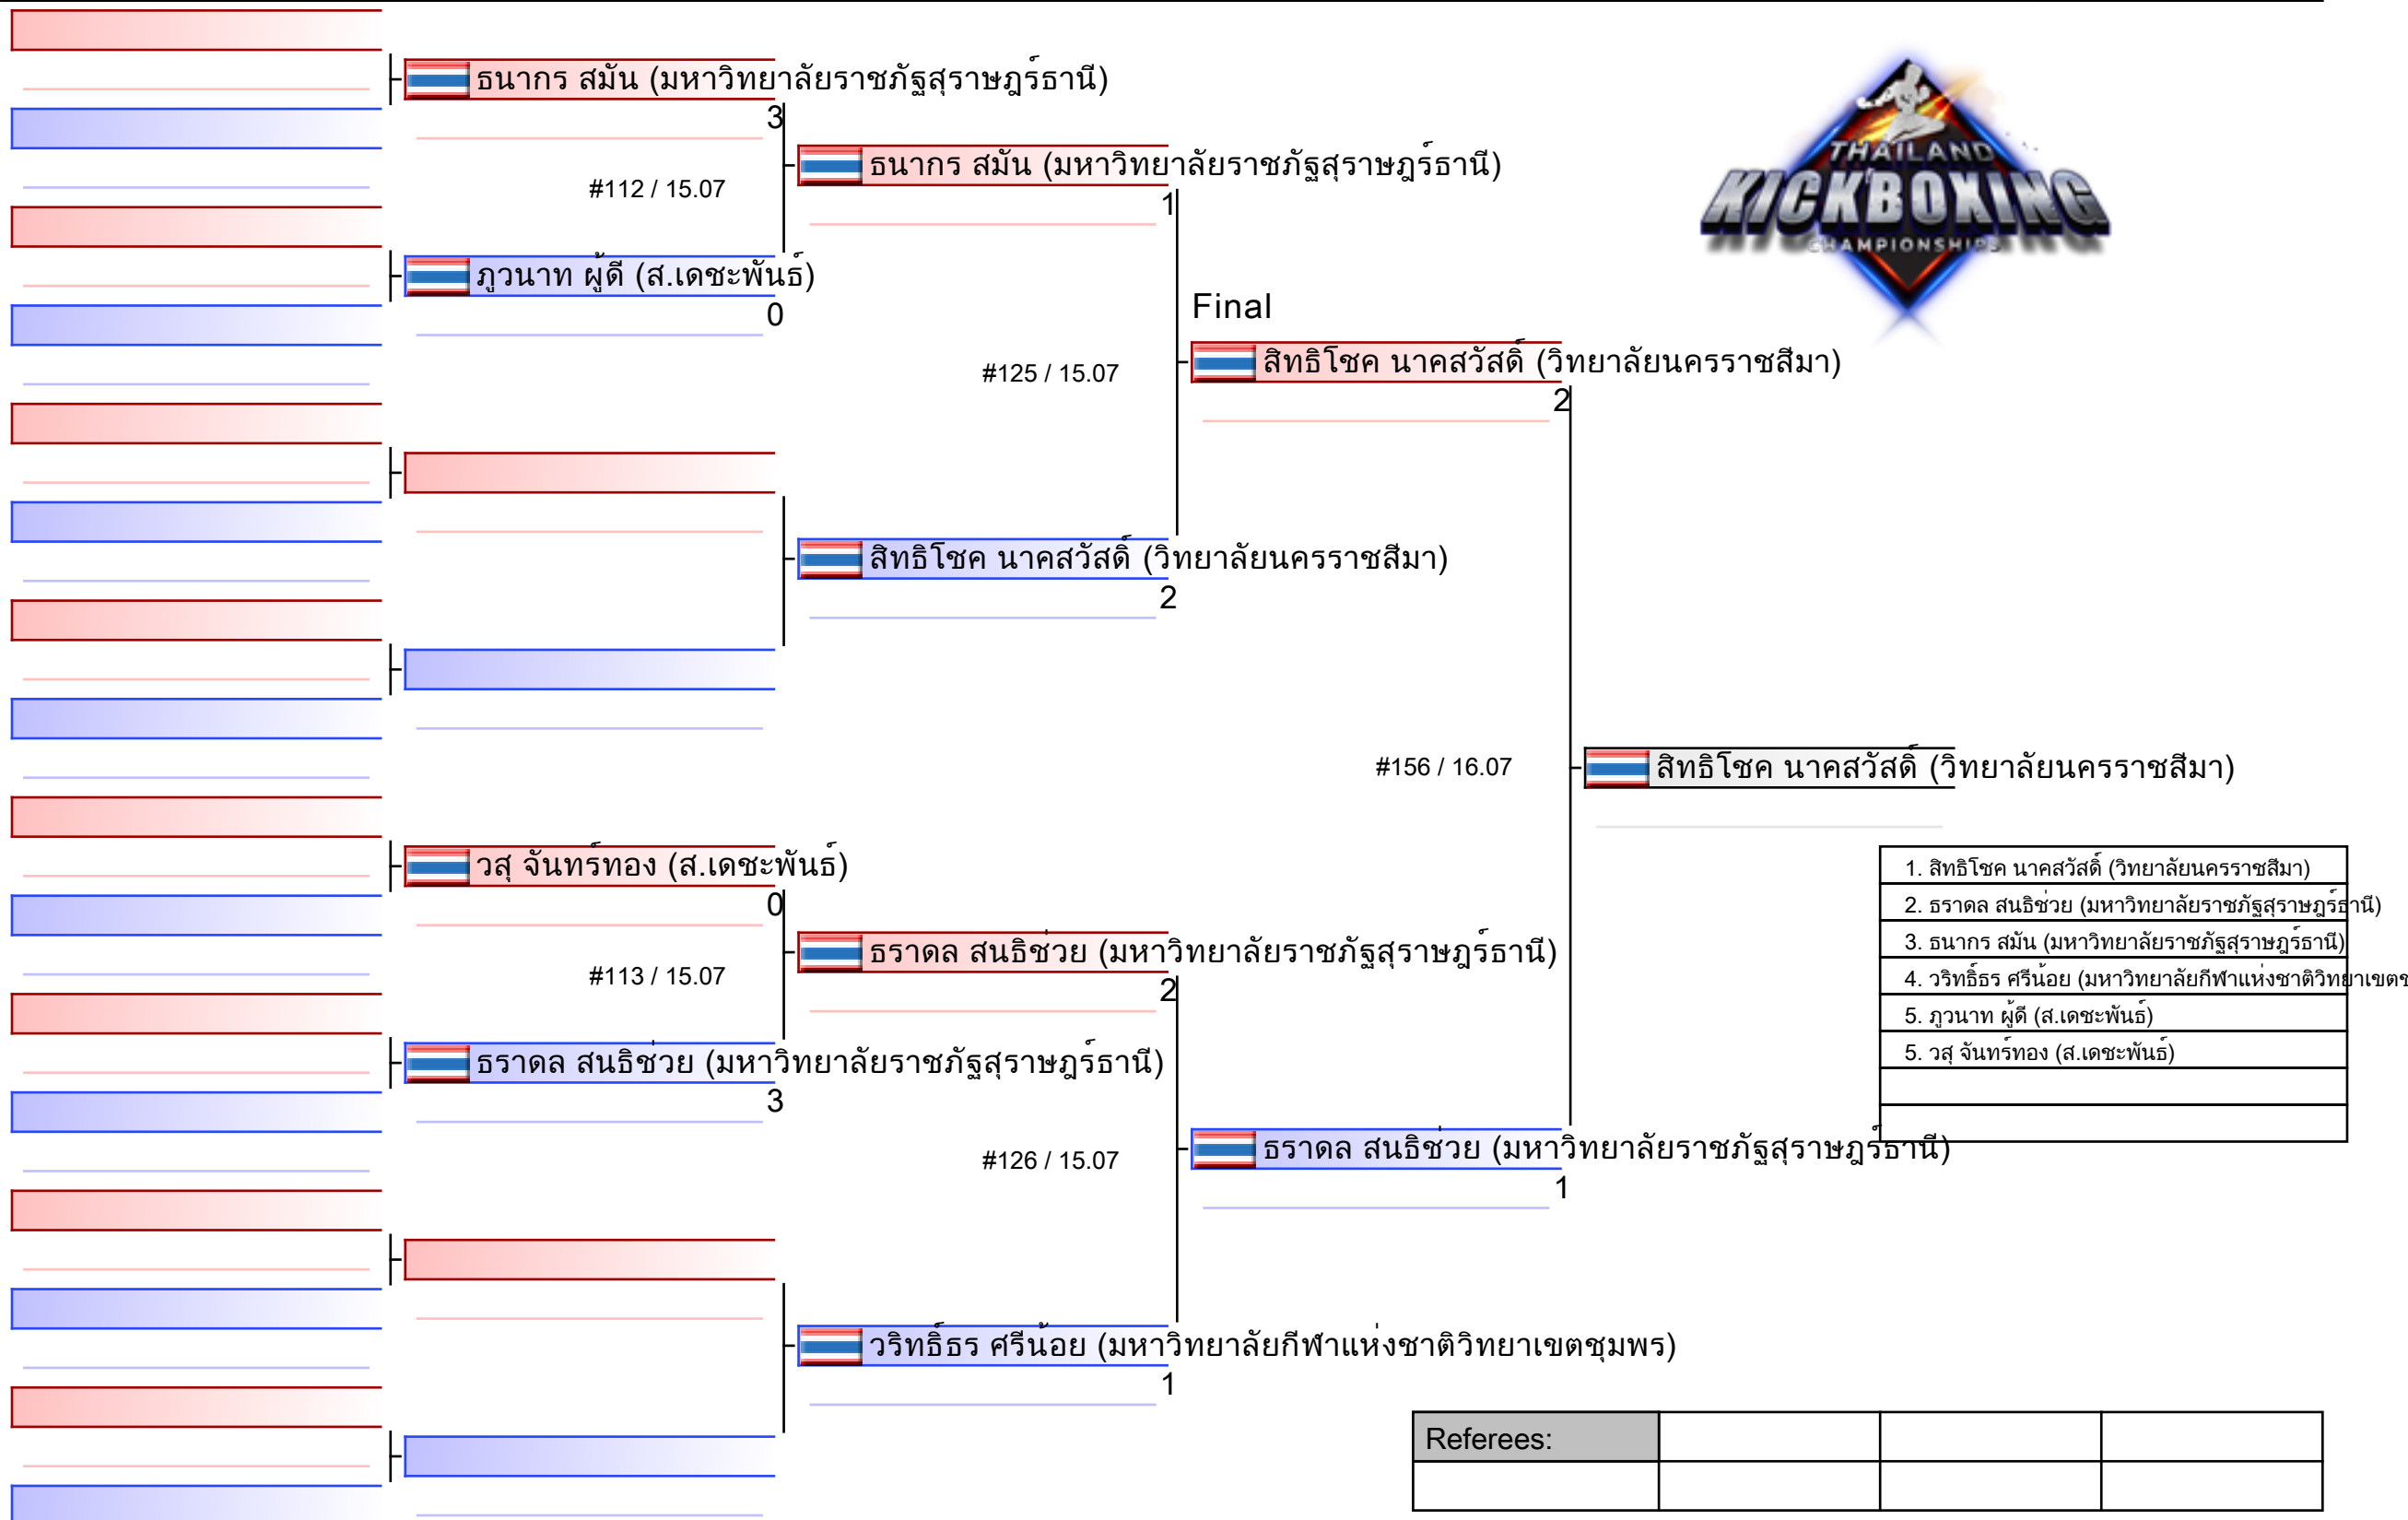 ธนากร สมัน (มหาวิทยาลัยราชภัฏสุราษฎร์ธานี)
3
#112 / 15.07
ภูวนาท ผู้ดี (ส.เดชะพันธ์)
0
ธนากร สมัน (มหาวิทยาลัยราชภัฏสุราษฎร์ธานี)
1
THAILAND
KICKBOXING
CHAMPIONSHIPS
Final
#125 / 15.07
สิทธิโชค นาคสวัสดิ์ (วิทยาลัยนครราชสีมา)
2
สิทธิโชค นาคสวัสดิ์ (วิทยาลัยนครราชสีมา)
2
#156 / 16.07
สิทธิโชค นาคสวัสดิ์ (วิทยาลัยนครราชสีมา)
วสุ จันทร์ทอง (ส.เดชะพันธ์)
0
#113 / 15.07
ธราดล สนธิช่วย (มหาวิทยาลัยราชภัฏสุราษฎร์ธานี)
3
ธราดล สนธิช่วย (มหาวิทยาลัยราชภัฏสุราษฎร์ธานี)
2
#126 / 15.07
ธราดล สนธิช่วย (มหาวิทยาลัยราชภัฏสุราษฎร์ธานี)
1
วริทธิ์ธร ศรีน้อย (มหาวิทยาลัยกีฬาแห่งชาติวิทยาเขตชุมพร)
1
1. สิทธิโชค นาคสวัสดิ์ (วิทยาลัยนครราชสีมา)
2. ธราดล สนธิช่วย (มหาวิทยาลัยราชภัฏสุราษฎร์ธานี)
3. ธนากร สมัน (มหาวิทยาลัยราชภัฏสุราษฎร์ธานี)
4. วริทธิ์ธร ศรีน้อย (มหาวิทยาลัยกีฬาแห่งชาติวิทยาเขตช
5. ภูวนาท ผู้ดี (ส.เดชะพันธ์)
5. วสุ จันทร์ทอง (ส.เดชะพันธ์)
Referees: